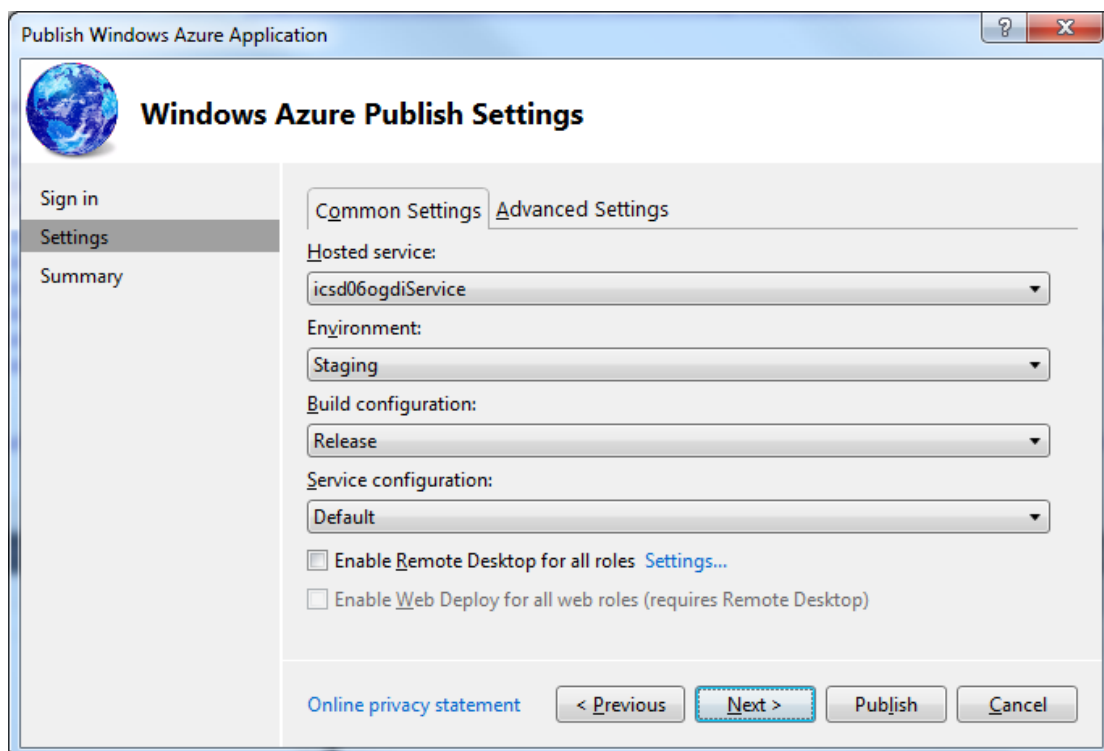 Publish Windows Azure Application
Windows Azure Publish Settings
Sign in
Settings
Summary
Common Settings Advanced Settings
Hosted service:
icsd06ogdiService
Environment:
Staging
Build configuration:
Release
Service configuration:
Default
Enable Remote Desktop for all roles Settings...
Enable Web Deploy for all web roles (requires Remote Desktop)
Online privacy statement < Previous Next > Publish Cancel